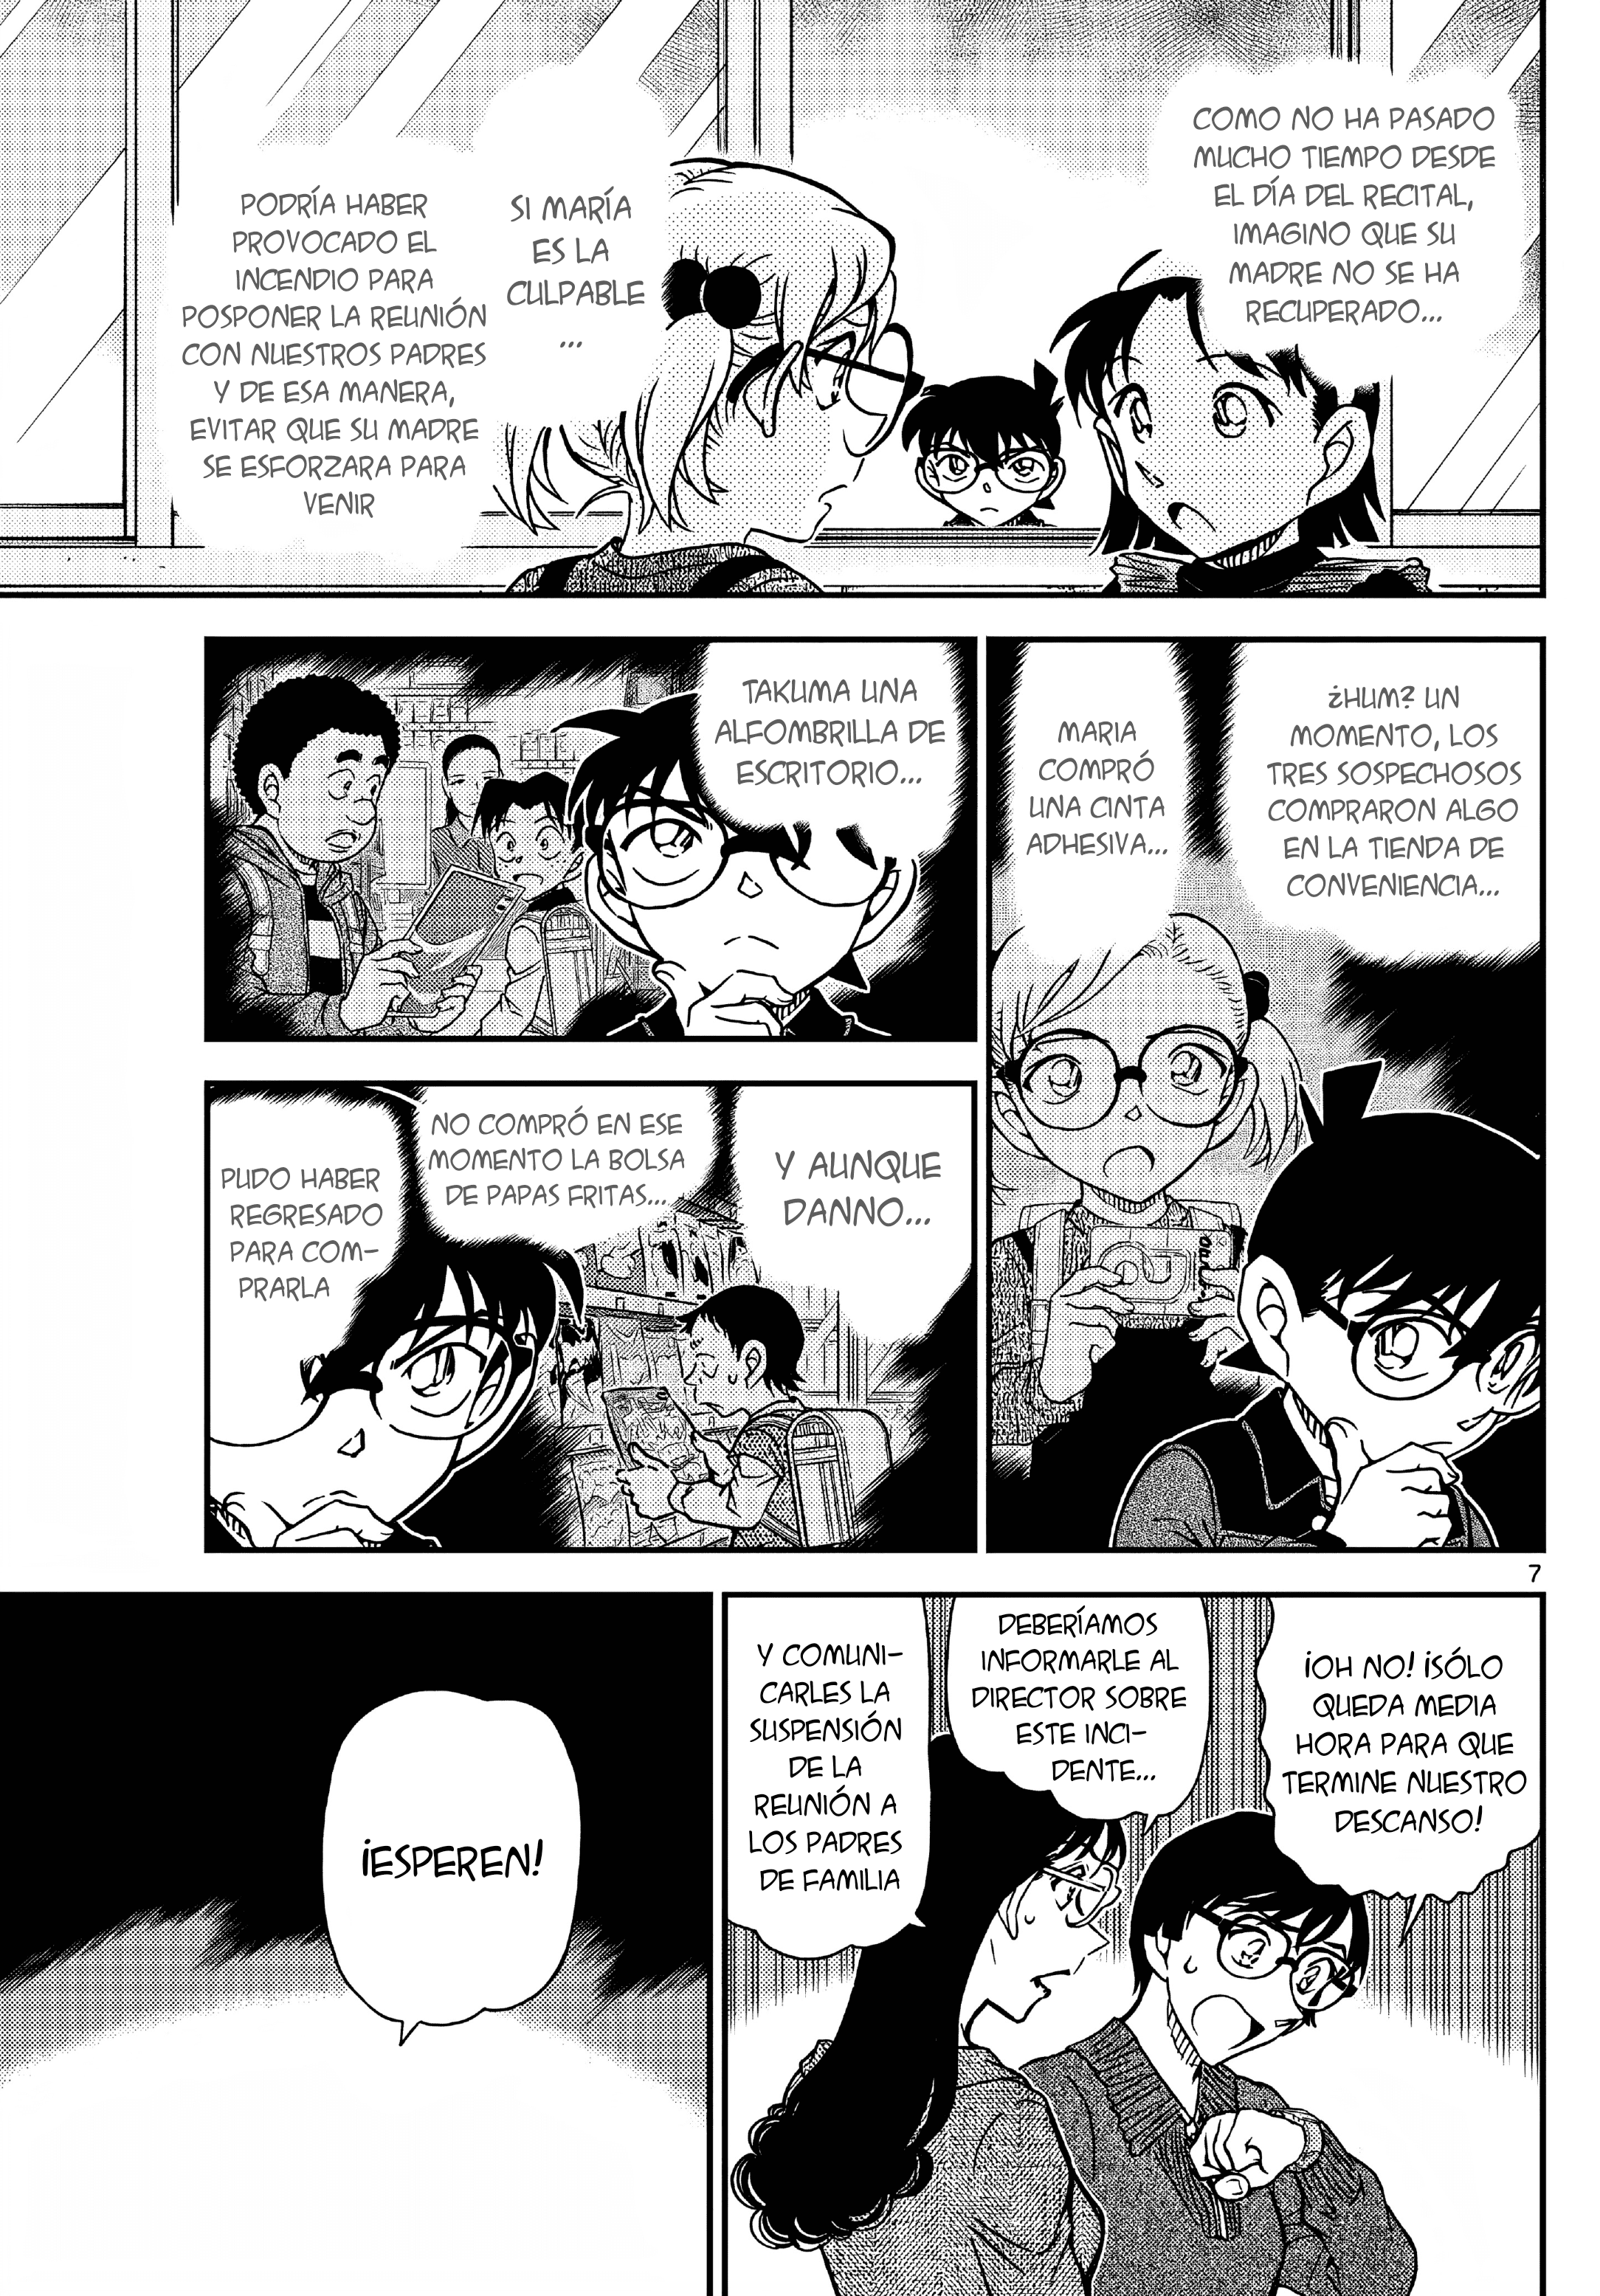 COMO NO HA PASADO
MUCHO TIEMPO DESDE
EL DÍA DEL RECITAL,
IMAGINO QUE SU
MADRE NO SE HA
RECUPERADO...
SI MARÍA
ES LA
CULPABLE
...
PODRÍA HABER
PROVOCADO EL
INCENDIO PARA
POSPONER LA REUNIÓN
CON NUESTROS PADRES
Y DE ESA MANERA,
EVITAR QUE SU MADRE
SE ESFORZARA PARA
VENIR
¿HUM? UN
MOMENTO, LOS
TRES SOSPECHOSOS
COMPRARON ALGO
EN LA TIENDA DE
CONVENIENCIA...
MARIA
COMPRÓ
UNA CINTA
ADHESIVA...
TAKUMA UNA
ALFOMBRILLA DE
ESCRITORIO...
Y AUNQUE
DANNO...
NO COMPRÓ EN ESE
MOMENTO LA BOLSA
DE PAPAS FRITAS...
PUDO HABER
REGRESADO
PARA COM-
PRARLA
7
¡OH NO! ¡SÓLO
QUEDA MEDIA
HORA PARA QUE
TERMINE NUESTRO
DESCANSO!
DEBERÍAMOS
INFORMARLE AL
DIRECTOR SOBRE
ESTE INCI-
DENTE...
Y COMUNI-
CARLES LA
SUSPENSIÓN
DE LA
REUNIÓN A
LOS PADRES
DE FAMILIA
¡ESPEREN!